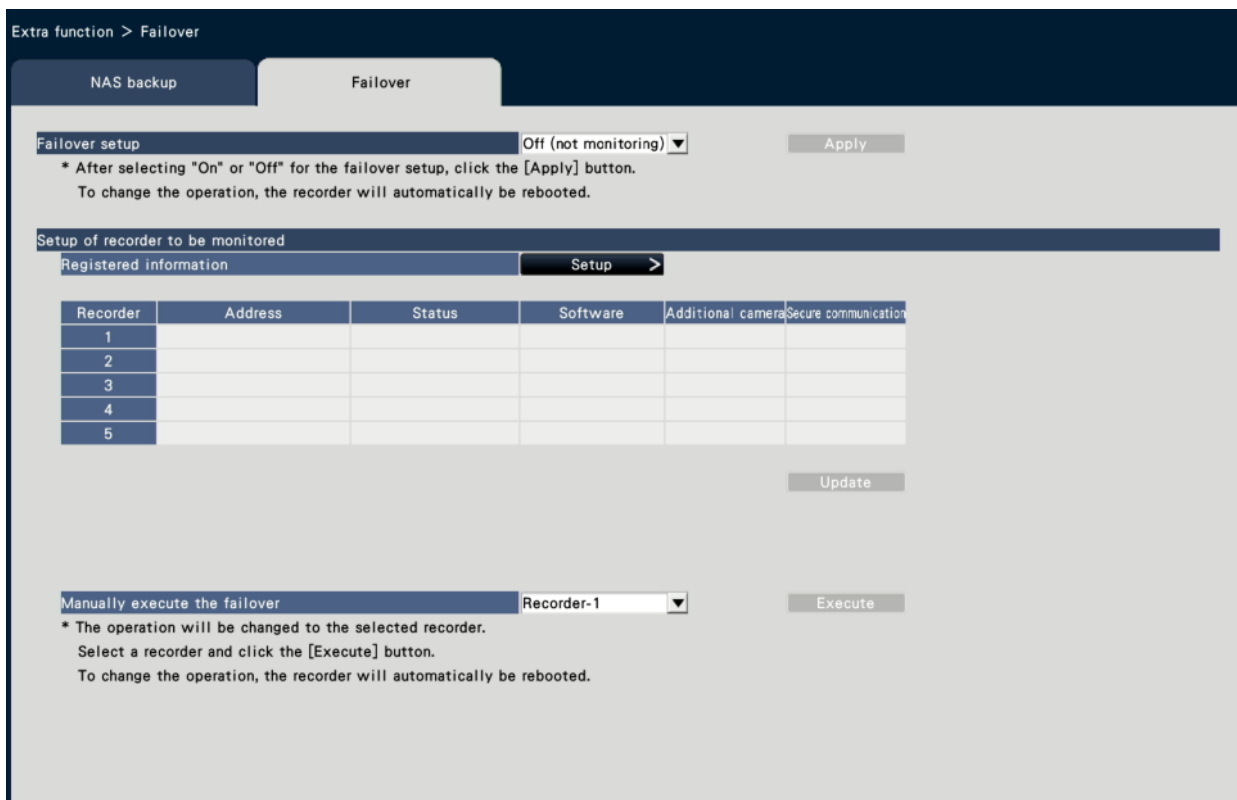 Extra function > Failover
NAS backup Failover
Failover setup Off (not monitoring) Apply
* After selecting "On" or "Off" for the failover setup, click the [Apply] button.
To change the operation, the recorder will automatically be rebooted.
Setup of recorder to be monitored
Registered information Setup >
Recorder Address Status Software Additional camera Secure communication
1
2
3
4
5
Update
Manually execute the failover Recorder-1 Execute
* The operation will be changed to the selected recorder.
Select a recorder and click the [Execute] button.
To change the operation, the recorder will automatically be rebooted.